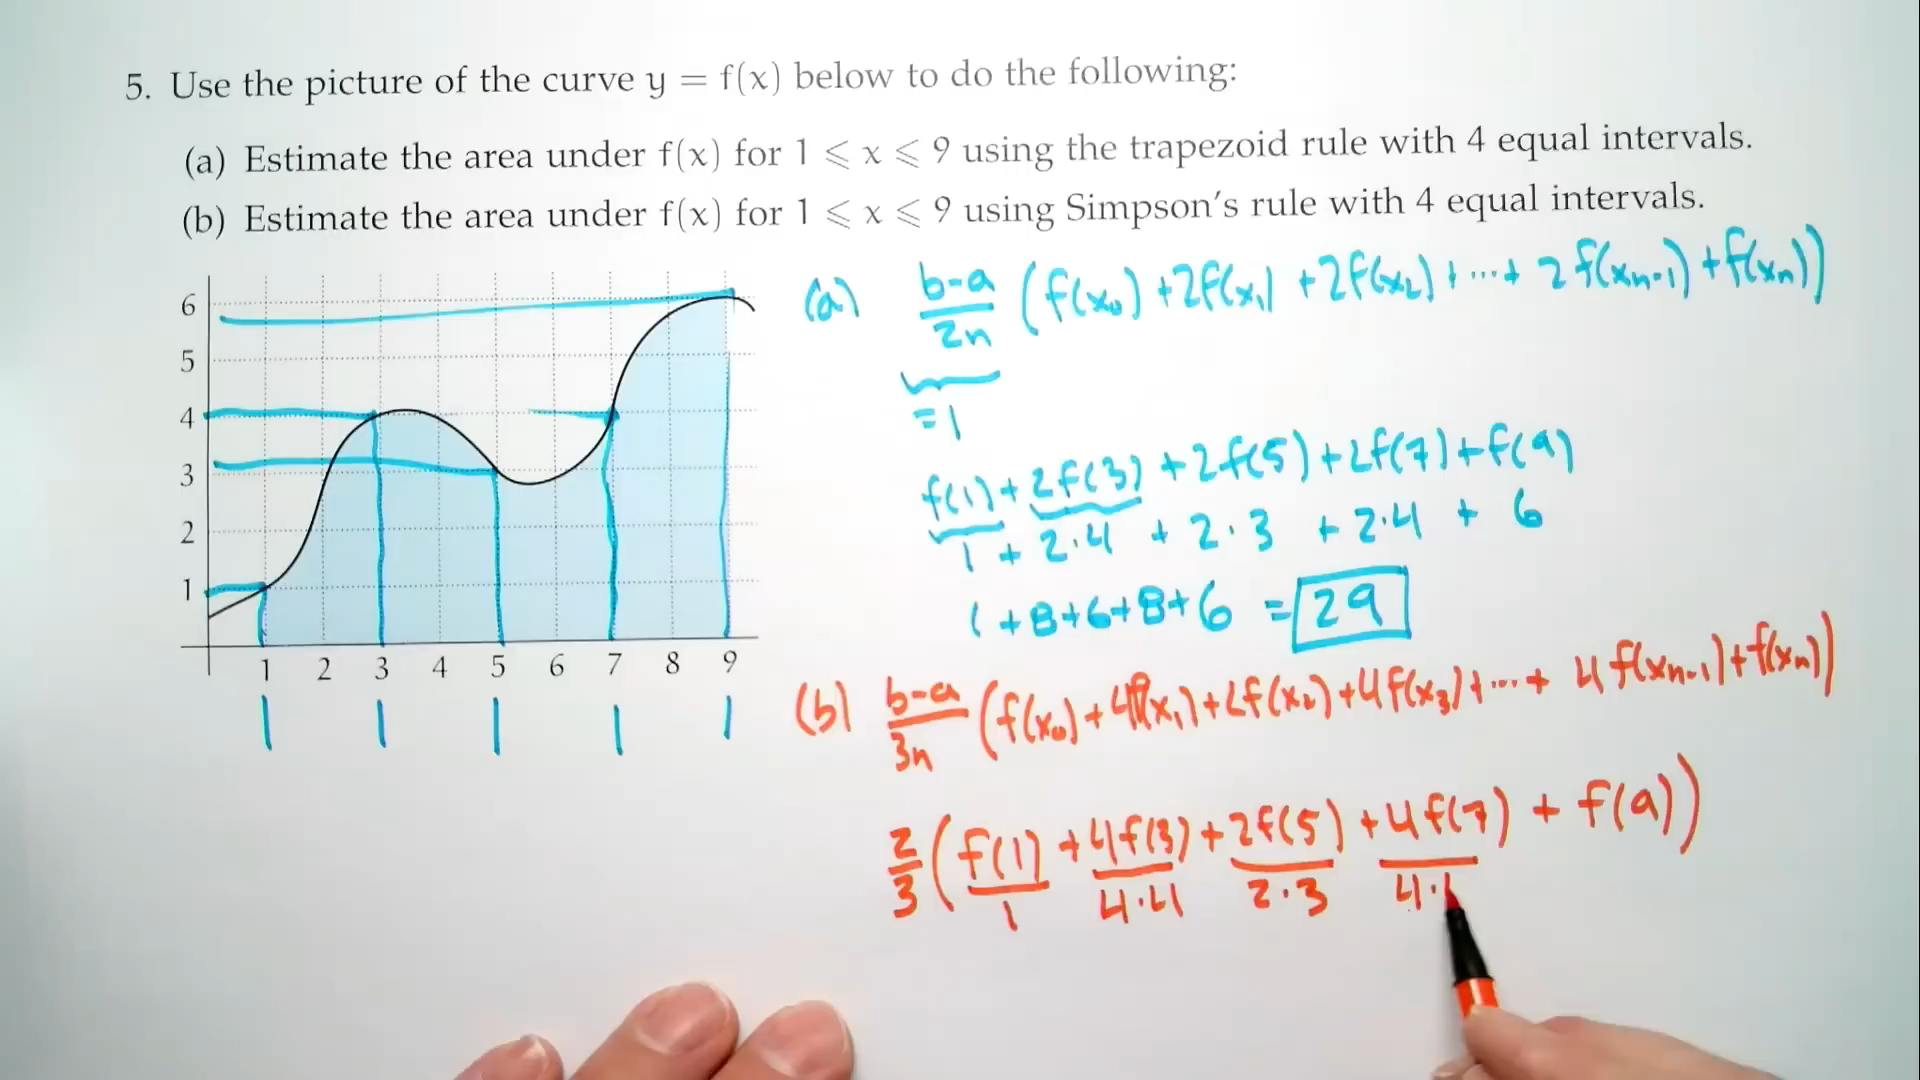 5. Use the picture of the curve y = f(x) below to do the following:
(a) Estimate the area under f(x) for 1 ⩽ x ⩽ 9 using the trapezoid rule with 4 equal intervals.
(b) Estimate the area under f(x) for 1 ⩽ x ⩽ 9 using Simpson's rule with 4 equal intervals.
6
5
4
3
2
1
1 2 3 4 5 6 7 8 9
(a) b-a/2n (f(x₀) + 2f(x₁) + 2f(x₂) + ... + 2f(xₙ₋₁) + f(xₙ))
= 1
f(1) + 2f(3) + 2f(5) + 2f(7) + f(9)
1 + 2·4 + 2·3 + 2·4 + 6
1 + 8 + 6 + 8 + 6 = 29
(b) b-a/3n (f(x₀) + 4f(x₁) + 2f(x₂) + 4f(x₃) + ... + 4f(xₙ₋₁) + f(xₙ))
2/3 (f(1) + 4f(3) + 2f(5) + 4f(7) + f(9))
1 4·4 2·3 4·